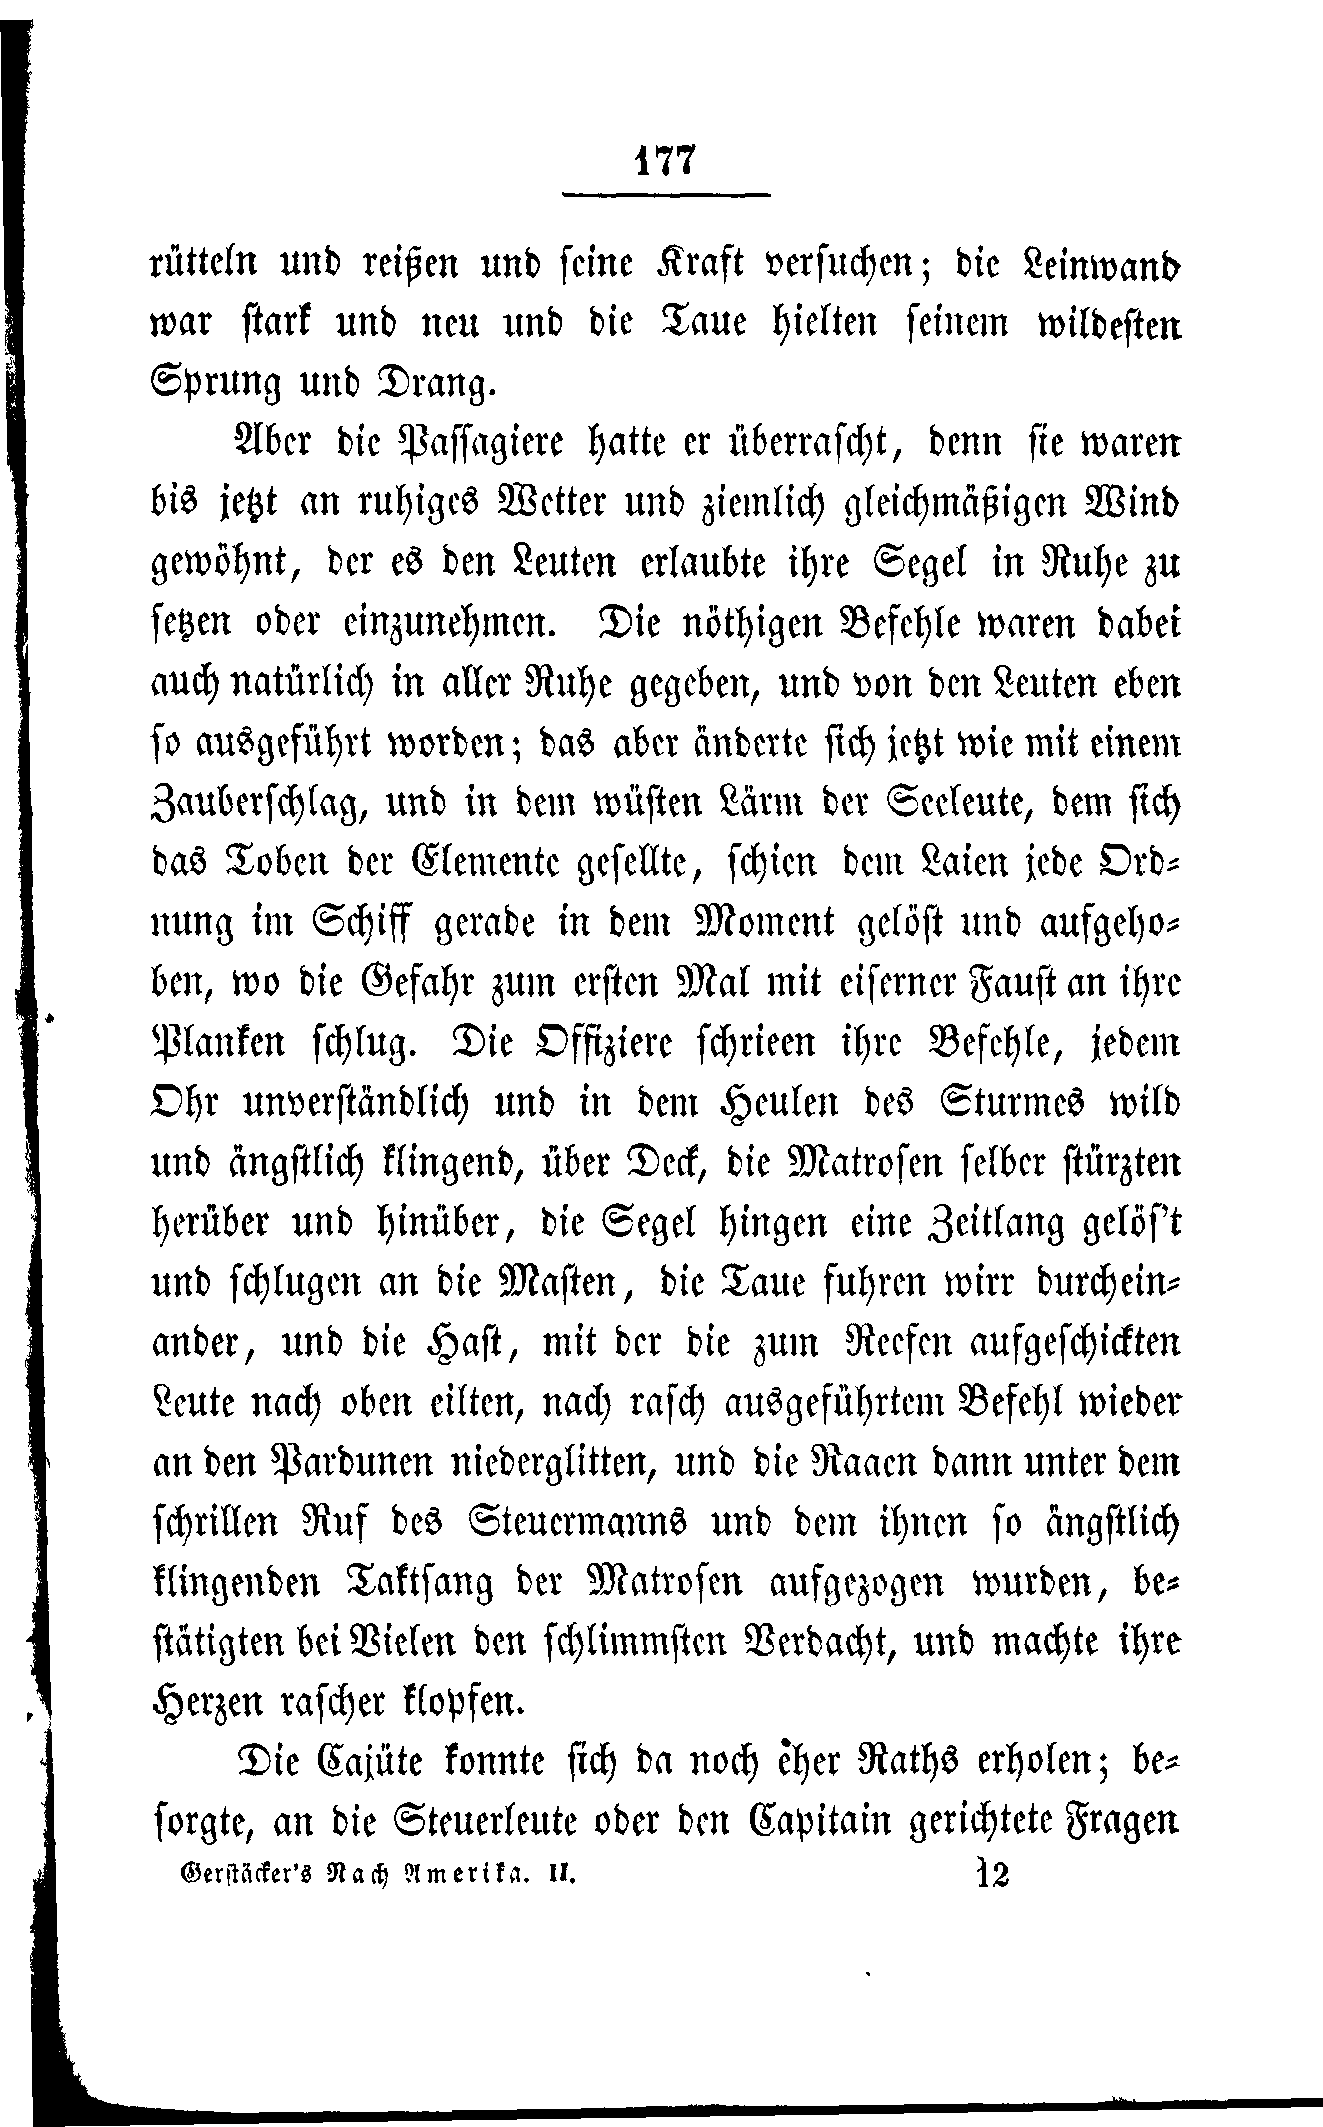 177
rütteln und reißen und seine Kraft versuchen; die Leinwand
war stark und neu und die Taue hielten seinem wildesten
Sprung und Drang.
Aber die Passagiere hatte er überrascht, denn sie waren
bis jetzt an ruhiges Wetter und ziemlich gleichmäßigen Wind
gewöhnt, der es den Leuten erlaubte ihre Segel in Ruhe zu
setzen oder einzunehmen. Die nöthigen Befehle waren dabei
auch natürlich in aller Ruhe gegeben, und von den Leuten eben
so ausgeführt worden; das aber änderte sich jetzt wie mit einem
Zauberschlag, und in dem wüsten Lärm der Seeleute, dem sich
das Toben der Elemente gesellte, schien dem Laien jede Ord-
nung im Schiff gerade in dem Moment gelöst und aufgeho-
ben, wo die Gefahr zum ersten Mal mit eiserner Faust an ihre
Planken schlug. Die Offiziere schrieen ihre Befehle, jedem
Ohr unverständlich und in dem Heulen des Sturmes wild
und ängstlich klingend, über Deck, die Matrosen selber stürzten
herüber und hinüber, die Segel hingen eine Zeitlang gelös't
und schlugen an die Masten, die Taue fuhren wirr durchein-
ander, und die Hast, mit der die zum Reefen aufgeschickten
Leute nach oben eilten, nach rasch ausgeführtem Befehl wieder
an den Pardunen niederglitten, und die Raaen dann unter dem
schrillen Ruf des Steuermanns und dem ihnen so ängstlich
klingenden Taktsang der Matrosen aufgezogen wurden, be-
stätigten bei Vielen den schlimmsten Verdacht, und machte ihre
Herzen rascher klopfen.
Die Cajüte konnte sich da noch eher Raths erholen; be-
sorgte, an die Steuerleute oder den Capitain gerichtete Fragen
Gerstäcker's Nach Amerika. II. 12